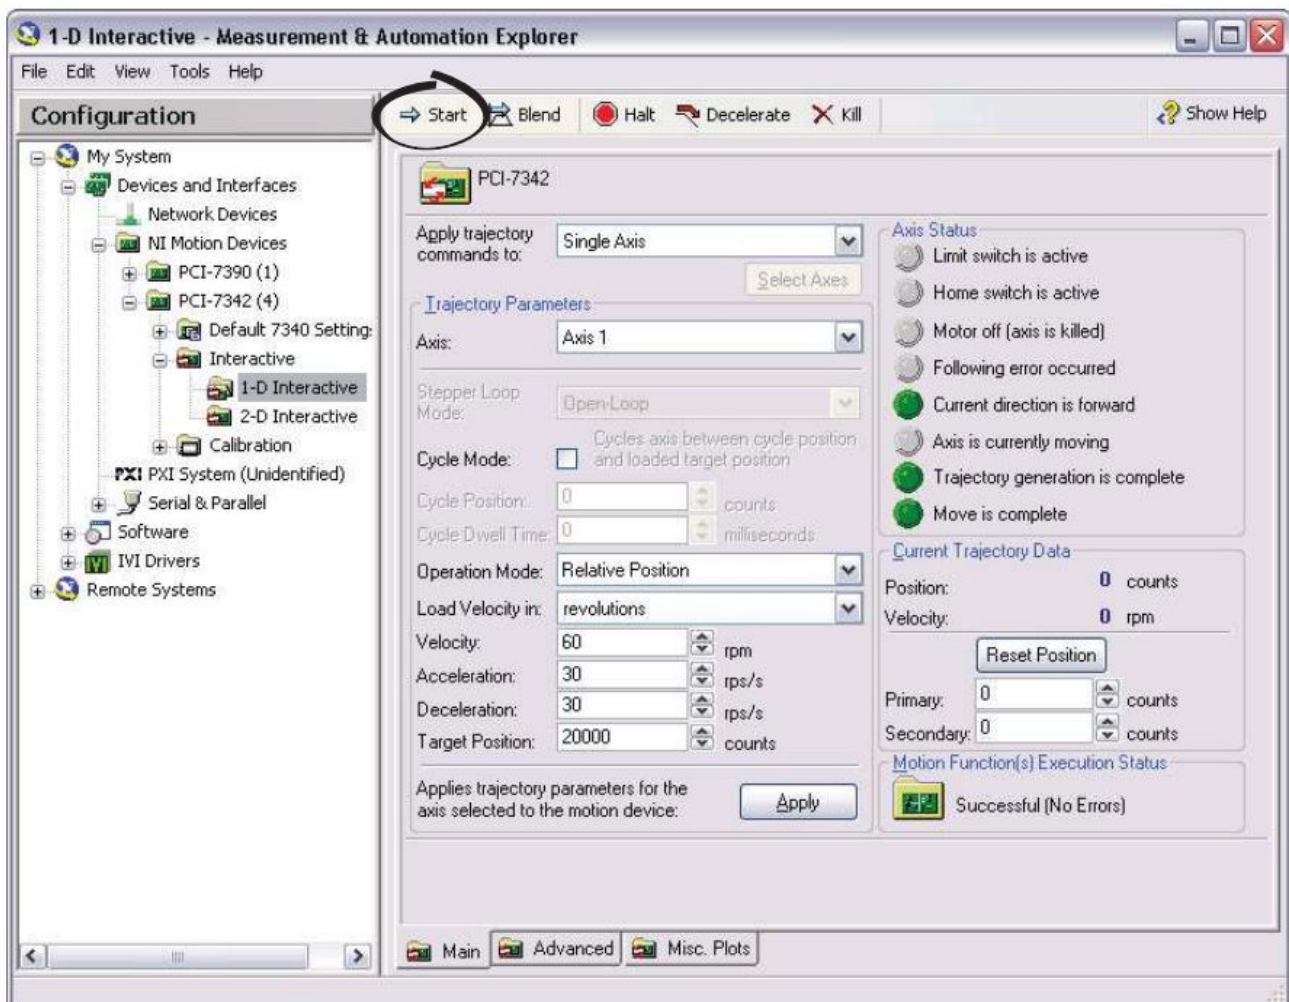 1-D Interactive - Measurement & Automation Explorer
File Edit View Tools Help
Configuration
Start Blend Halt Decelerate Kill Show Help
My System
Devices and Interfaces
Network Devices
NI Motion Devices
PCI-7390 (1)
PCI-7342 (4)
Default 7340 Setting:
Interactive
1-D Interactive
2-D Interactive
Calibration
PXI PXI System (Unidentified)
Serial & Parallel
Software
IVI IVI Drivers
Remote Systems
PCI-7342
Apply trajectory
commands to:
Single Axis
Select Axes
Trajectory Parameters
Axis: Axis 1
Stepper Loop
Mode:
Open-Loop
Cycle Mode:
Cycles axis between cycle position
and loaded target position
Cycle Position: 0 counts
Cycle Dwell Time: 0 milliseconds
Operation Mode: Relative Position
Load Velocity in: revolutions
Velocity: 60 rpm
Acceleration: 30 rps/s
Deceleration: 30 rps/s
Target Position: 20000 counts
Applies trajectory parameters for the
axis selected to the motion device:
Apply
Axis Status
Limit switch is active
Home switch is active
Motor off (axis is killed)
Following error occurred
Current direction is forward
Axis is currently moving
Trajectory generation is complete
Move is complete
Current Trajectory Data
Position: 0 counts
Velocity: 0 rpm
Reset Position
Primary: 0 counts
Secondary: 0 counts
Motion Function(s) Execution Status
Successful (No Errors)
Main Advanced Misc. Plots